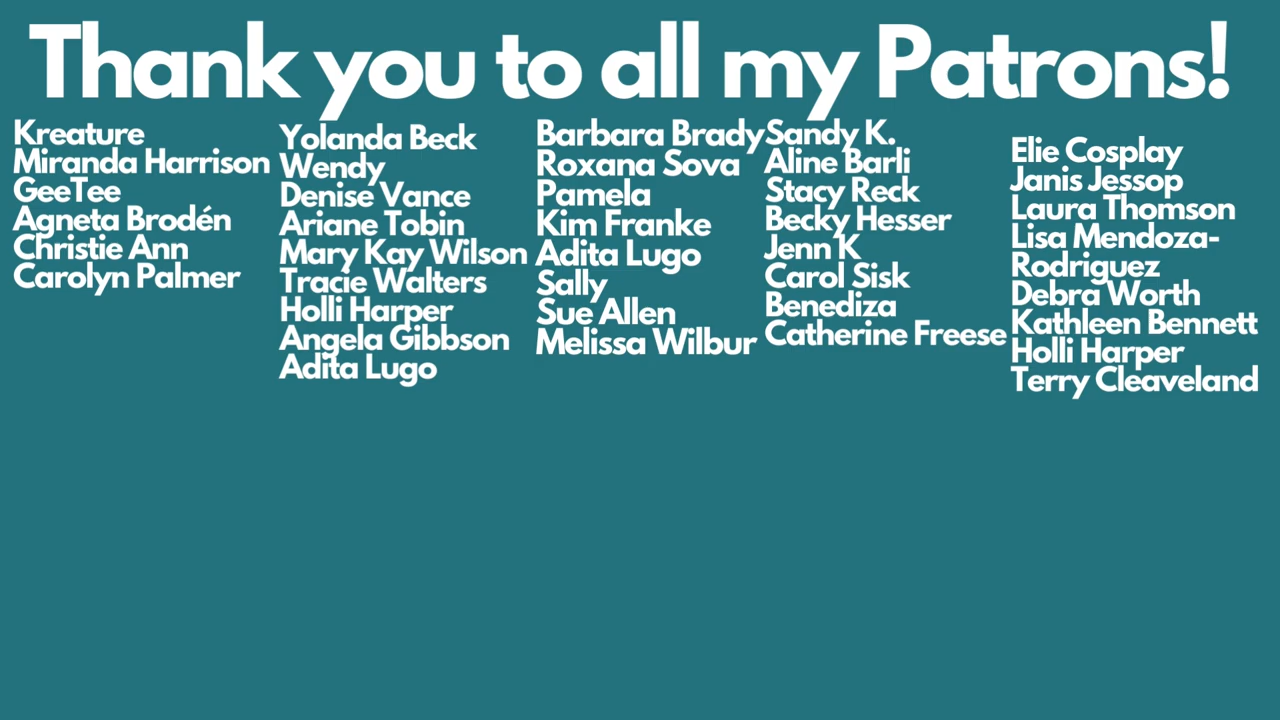 Thank you to all my Patrons!
Kreature
Miranda Harrison
GeeTee
Agneta Brodén
Christie Ann
Carolyn Palmer
Yolanda Beck
Wendy
Denise Vance
Ariane Tobin
Mary Kay Wilson
Tracie Walters
Holli Harper
Angela Gibbson
Adita Lugo
Barbara Brady
Roxana Sova
Pamela
Kim Franke
Adita Lugo
Sally
Sue Allen
Melissa Wilbur
Sandy K.
Aline Barli
Stacy Reck
Becky Hesser
Jenn K
Carol Sisk
Benediza
Catherine Freese
Elie Cosplay
Janis Jessop
Laura Thomson
Lisa Mendoza-
Rodriguez
Debra Worth
Kathleen Bennett
Holli Harper
Terry Cleaveland